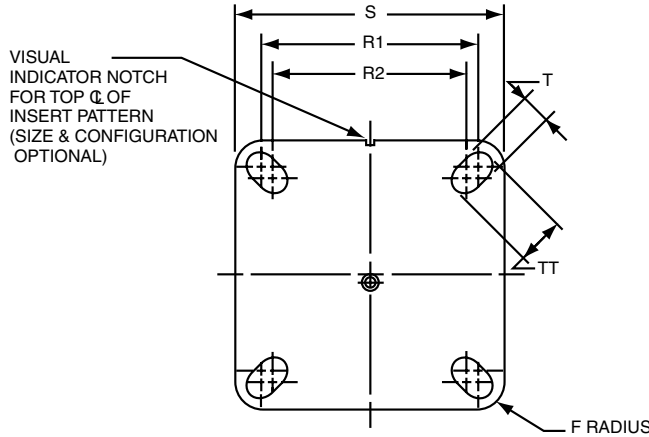 S
R1
R2
T
VISUAL
INDICATOR NOTCH
FOR TOP ℄ OF
INSERT PATTERN
(SIZE & CONFIGURATION
OPTIONAL)
TT
F RADIUS